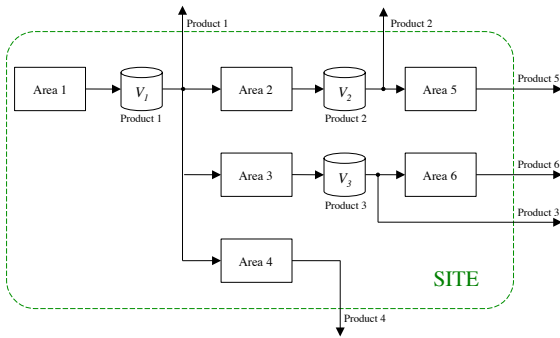 Product 1
Product 2
Area 1
V1
Product 1
Area 2
V2
Product 2
Area 5
Product 5
Area 3
V3
Product 3
Area 6
Product 6
Product 3
Area 4
SITE
Product 4